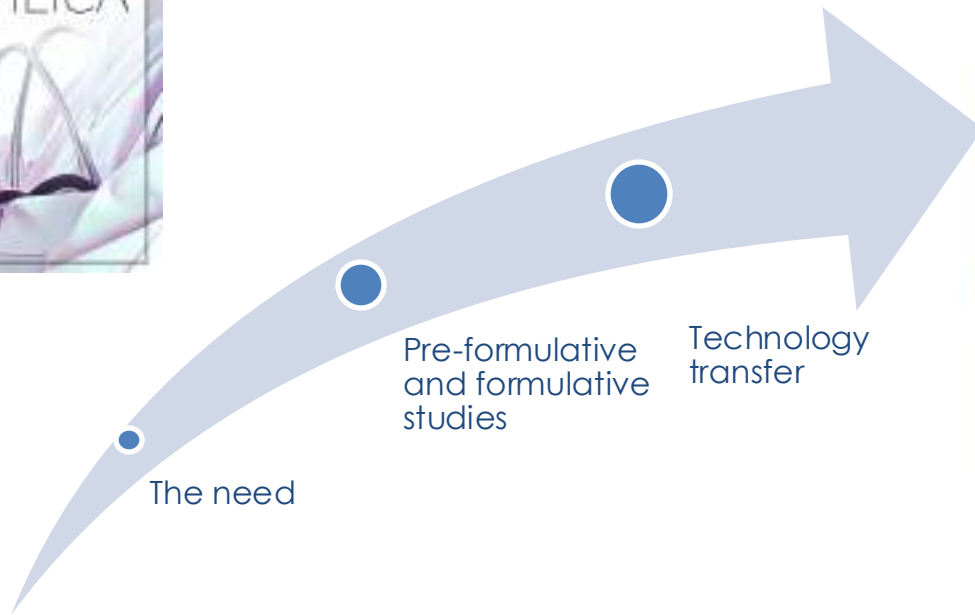 The need
Pre-formulative
and formulative
studies
Technology
transfer